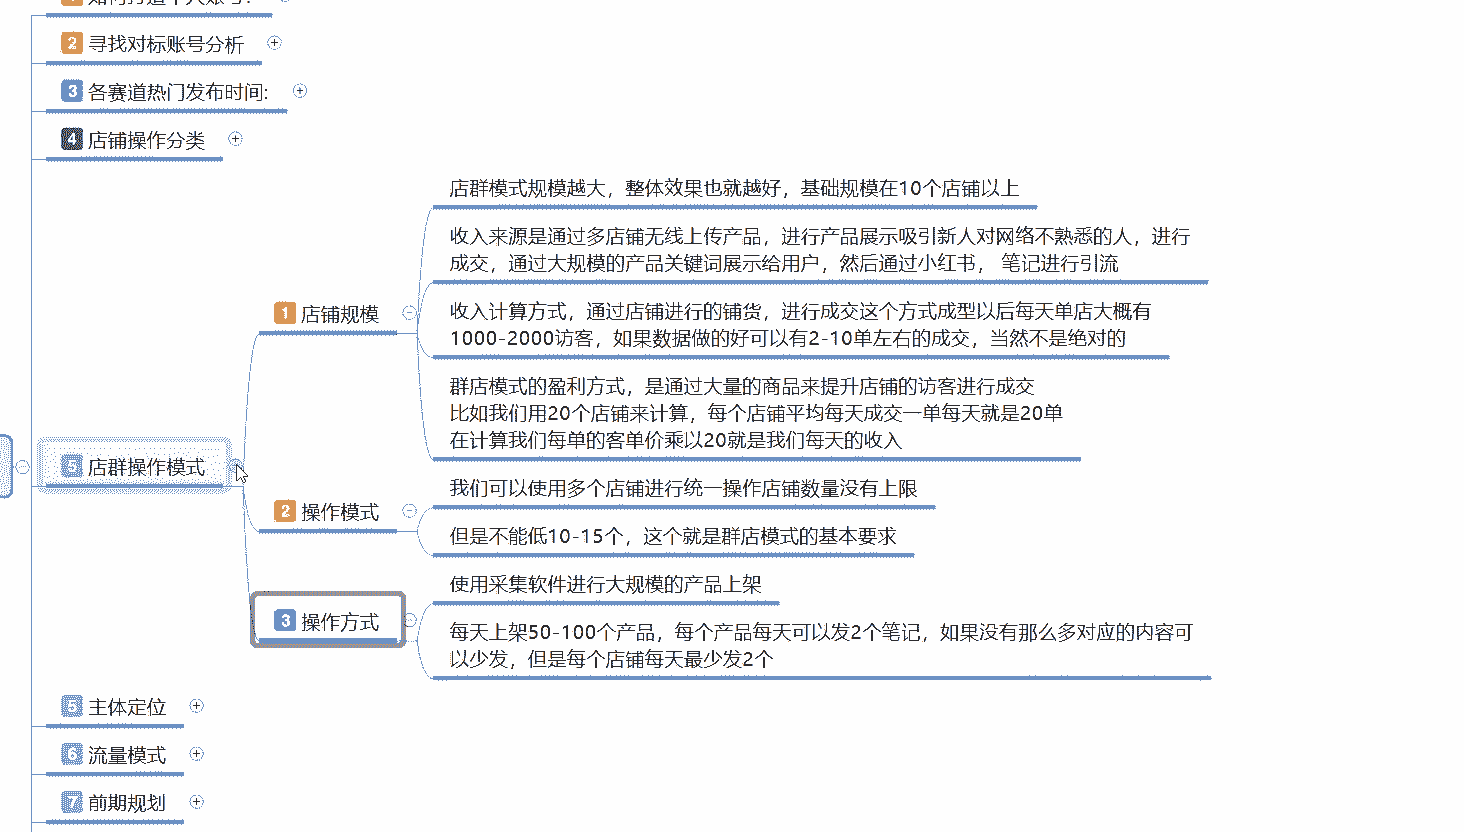 2 寻找对标账号分析
3 各赛道热门发布时间:
4 店铺操作分类
店群模式规模越大，整体效果也就越好，基础规模在10个店铺以上
收入来源是通过多店铺无线上传产品，进行产品展示吸引新人对网络不熟悉的人，进行
成交，通过大规模的产品关键词展示给用户，然后通过小红书， 笔记进行引流
1 店铺规模
收入计算方式，通过店铺进行的铺货，进行成交这个方式成型以后每天单店大概有
1000-2000访客，如果数据做的好可以有2-10单左右的成交，当然不是绝对的
群店模式的盈利方式，是通过大量的商品来提升店铺的访客进行成交
比如我们用20个店铺来计算，每个店铺平均每天成交一单每天就是20单
在计算我们每单的客单价乘以20就是我们每天的收入
5 店群操作模式
我们可以使用多个店铺进行统一操作店铺数量没有上限
2 操作模式
但是不能低10-15个，这个就是群店模式的基本要求
使用采集软件进行大规模的产品上架
3 操作方式
每天上架50-100个产品，每个产品每天可以发2个笔记，如果没有那么多对应的内容可
以少发，但是每个店铺每天最少发2个
5 主体定位
6 流量模式
7 前期规划